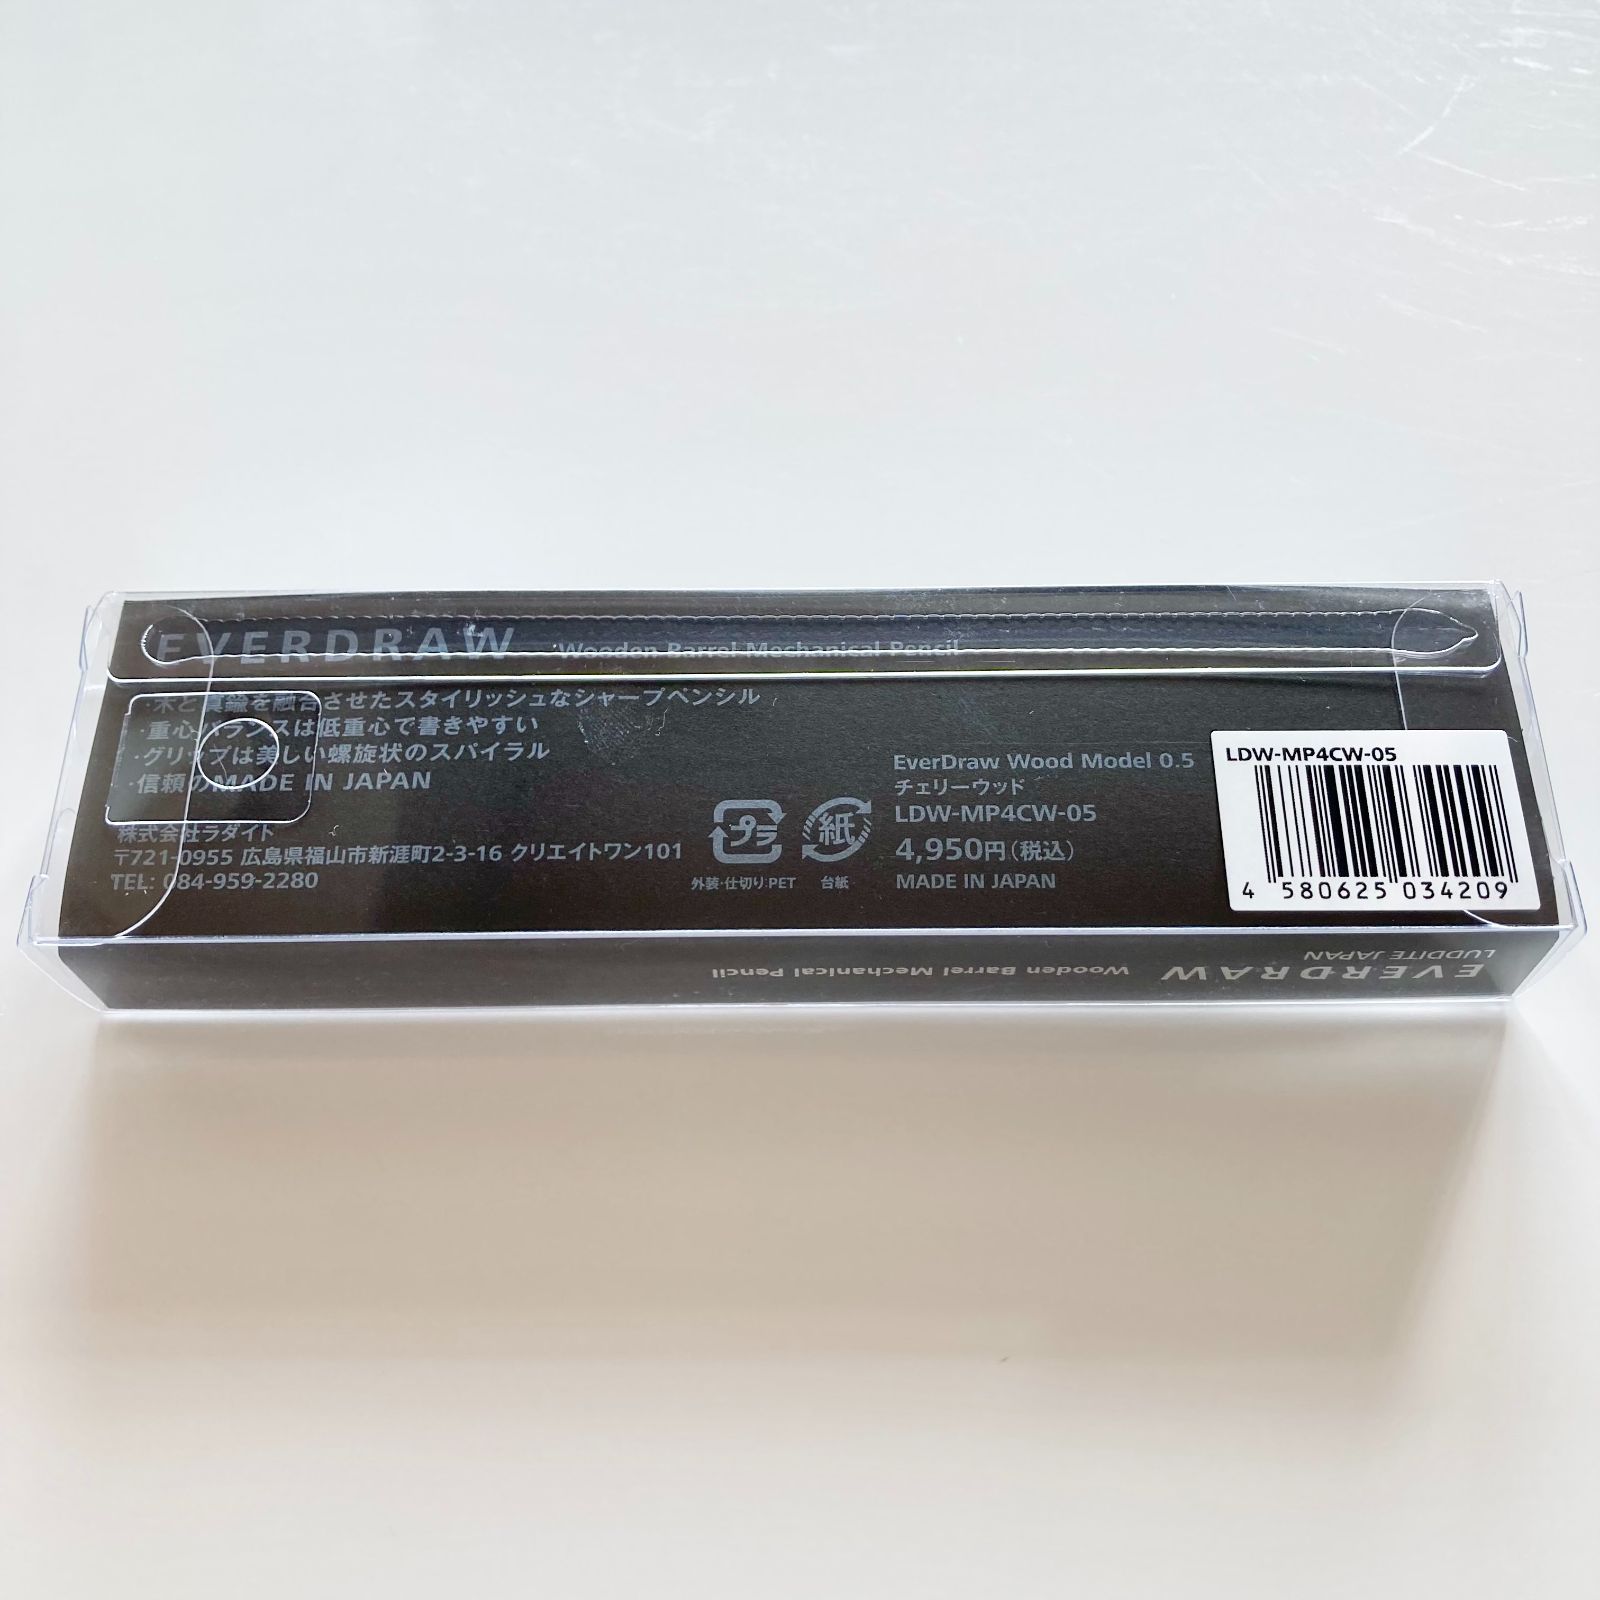 EVERDRAW Wooden Barrel Mechanical Pencil
・木と真鍮を融合させたスタイリッシュなシャープペンシル
・重心バランスは低重心で書きやすい
・グリップは美しい螺旋状のスパイラル
・信頼のMADE IN JAPAN
株式会社ラダイト
〒721-0955 広島県福山市新涯町2-3-16 クリエイトワン101
TEL: 084-959-2280
プラ
外装・仕切り:PET
紙
台紙
EverDraw Wood Model 0.5
チェリーウッド
LDW-MP4CW-05
4,950円(税込)
MADE IN JAPAN
LDW-MP4CW-05
4 580625 034209
EVERDRAW Wooden Barrel Mechanical Pencil
LUDDITE JAPAN